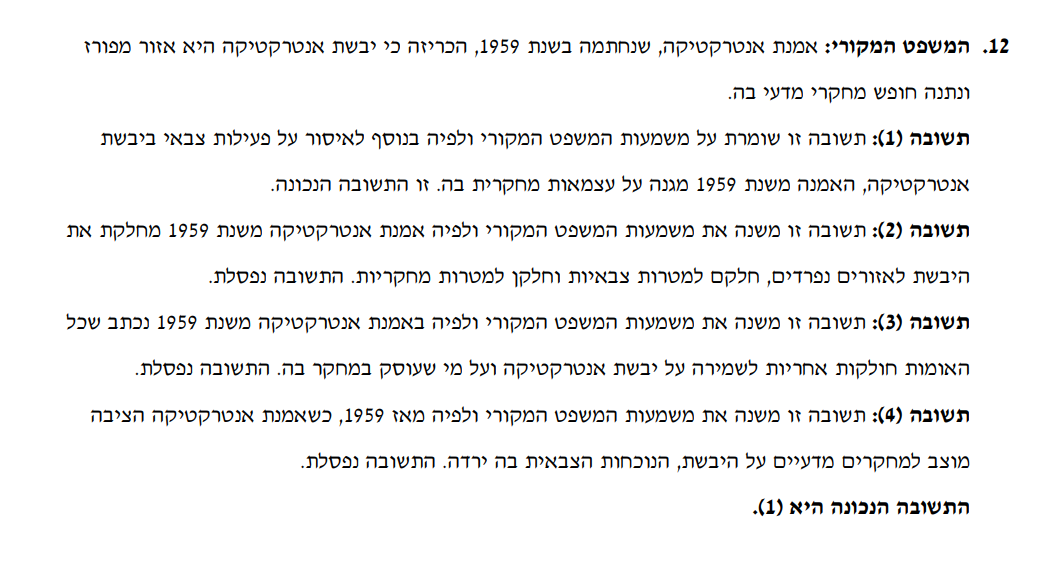 12. המשפט המקורי: אמנת אנטרקטיקה, שנחתמה בשנת 1959, הכריזה כי יבשת אנטרקטיקה היא אזור מפורז
ונתנה חופש מחקרי מדעי בה.
תשובה (1): תשובה זו שומרת על משמעות המשפט המקורי ולפיה בנוסף לאיסור על פעילות צבאי ביבשת
אנטרקטיקה, האמנה משנת 1959 מגנה על עצמאות מחקרית בה. זו התשובה הנכונה.
תשובה (2): תשובה זו משנה את משמעות המשפט המקורי ולפיה אמנת אנטרקטיקה משנת 1959 מחלקת את
היבשת לאזורים נפרדים, חלקם למטרות צבאיות וחלקן למטרות מחקריות. התשובה נפסלת.
תשובה (3): תשובה זו משנה את משמעות המשפט המקורי ולפיה באמנת אנטרקטיקה משנת 1959 נכתב שכל
האומות חולקות אחריות לשמירה על יבשת אנטרקטיקה ועל מי שעוסק במחקר בה. התשובה נפסלת.
תשובה (4): תשובה זו משנה את משמעות המשפט המקורי ולפיה מאז 1959, כשאמנת אנטרקטיקה הציבה
מוצב למחקרים מדעיים על היבשת, הנוכחות הצבאית בה ירדה. התשובה נפסלת.
התשובה הנכונה היא (1).